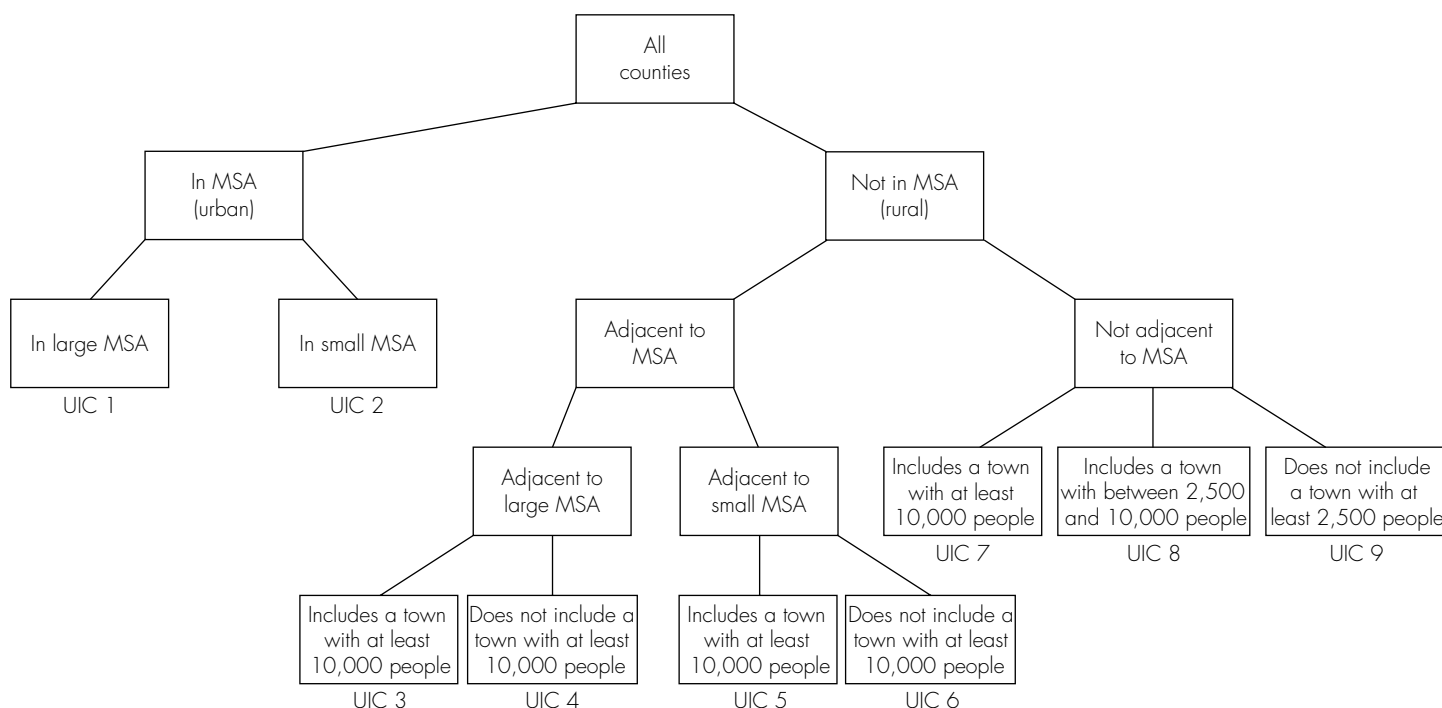 All
counties
In MSA
(urban)
Not in MSA
(rural)
In large MSA
UIC 1
In small MSA
UIC 2
Adjacent to
MSA
Not adjacent
to MSA
Adjacent to
large MSA
Adjacent to
small MSA
Includes a town
with at least
10,000 people
UIC 7
Includes a town
with between 2,500
and 10,000 people
UIC 8
Does not include
a town with at
least 2,500 people
UIC 9
Includes a town
with at least
10,000 people
UIC 3
Does not include a
town with at least
10,000 people
UIC 4
Includes a town
with at least
10,000 people
UIC 5
Does not include a
town with at least
10,000 people
UIC 6